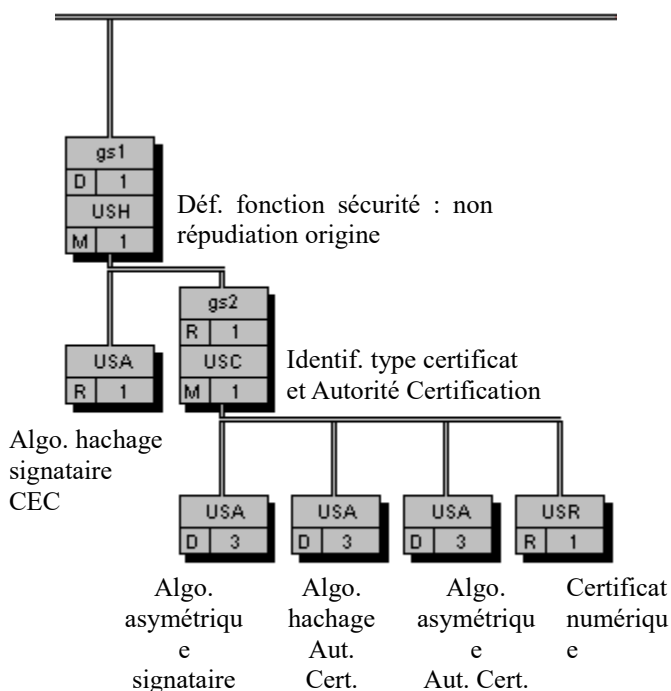 gs1
D 1
USH
M 1
Déf. fonction sécurité : non
répudiation origine
gs2
R 1
USC
M 1
Identif. type certificat
et Autorité Certification
USA
R 1
Algo. hachage
signataire
CEC
USA
D 3
USA
D 3
USA
D 3
USR
R 1
Algo.
asymétriqu
e
signataire
Algo.
hachage
Aut.
Cert.
Algo.
asymétriqu
e
Aut. Cert.
Certificat
numériqu
e